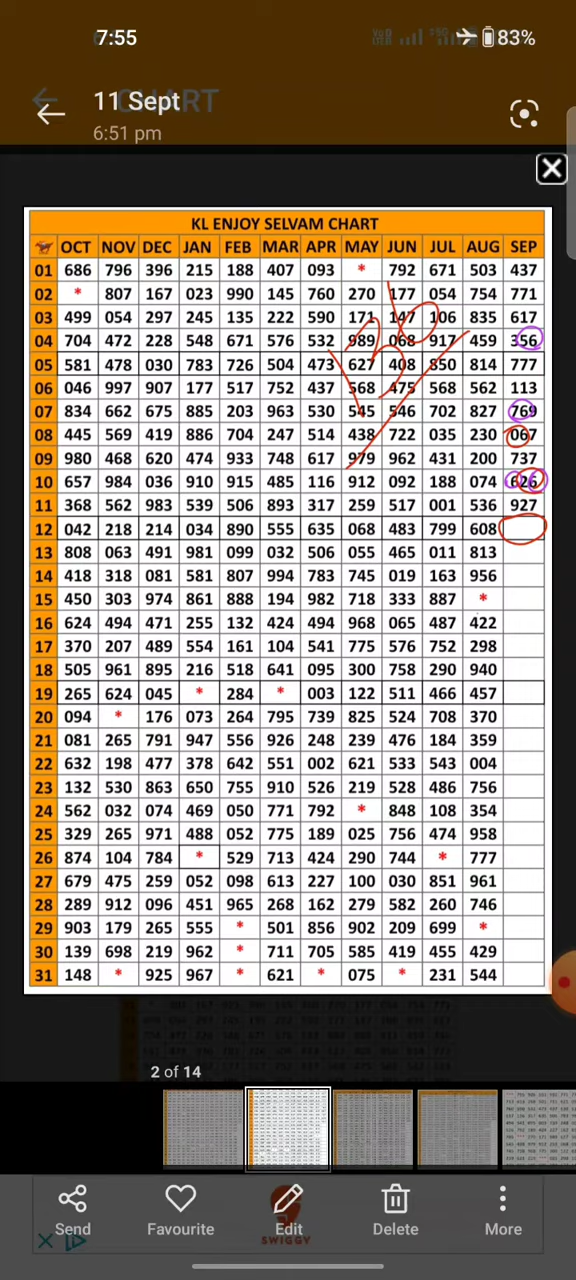 7:55 83%
CHART
11 Sept
6:51 pm
KL ENJOY SELVAM CHART
OCT NOV DEC JAN FEB MAR APR MAY JUN JUL AUG SEP
01 686 796 396 215 188 407 093 * 792 671 503 437
02 * 807 167 023 990 145 760 270 177 054 754 771
03 499 054 297 245 135 222 590 171 147 106 835 617
04 704 472 228 548 671 576 532 989 068 917 459 356
05 581 478 030 783 726 504 473 627 408 850 814 777
06 046 997 907 177 517 752 437 568 475 568 562 113
07 834 662 675 885 203 963 530 545 546 702 827 769
08 445 569 419 886 704 247 514 438 722 035 230 067
09 980 468 620 474 933 748 617 979 962 431 200 737
10 657 984 036 910 915 485 116 912 092 188 074 626
11 368 562 983 539 506 893 317 259 517 001 536 927
12 042 218 214 034 890 555 635 068 483 799 608
13 808 063 491 981 099 032 506 055 465 011 813
14 418 318 081 581 807 994 783 745 019 163 956
15 450 303 974 861 888 194 982 718 333 887 *
16 624 494 471 255 132 424 494 968 065 487 422
17 370 207 489 554 161 104 541 775 576 752 298
18 505 961 895 216 518 641 095 300 758 290 940
19 265 624 045 * 284 * 003 122 511 466 457
20 094 * 176 073 264 795 739 825 524 708 370
21 081 265 791 947 556 926 248 239 476 184 359
22 632 198 477 378 642 551 002 621 533 543 004
23 132 530 863 650 755 910 526 219 528 486 756
24 562 032 074 469 050 771 792 * 848 108 354
25 329 265 971 488 052 775 189 025 756 474 958
26 874 104 784 * 529 713 424 290 744 * 777
27 679 475 259 052 098 613 227 100 030 851 961
28 289 912 096 451 965 268 162 279 582 260 746
29 903 179 265 555 * 501 856 902 209 699 *
30 139 698 219 962 * 711 705 585 419 455 429
31 148 * 925 967 * 621 * 075 * 231 544
2 of 14
Send Favourite Edit Delete More
SWIGGY